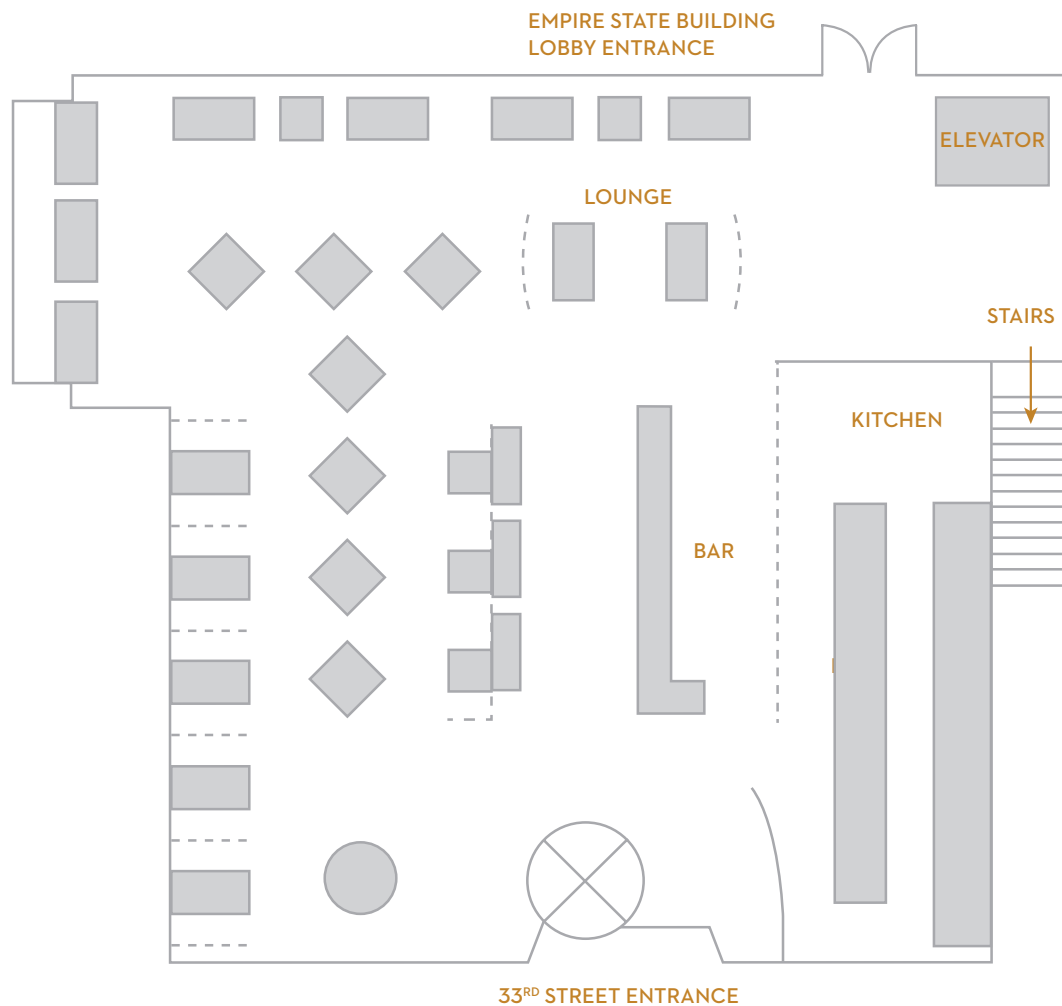 EMPIRE STATE BUILDING
LOBBY ENTRANCE
ELEVATOR
LOUNGE
STAIRS
KITCHEN
BAR
33RD STREET ENTRANCE